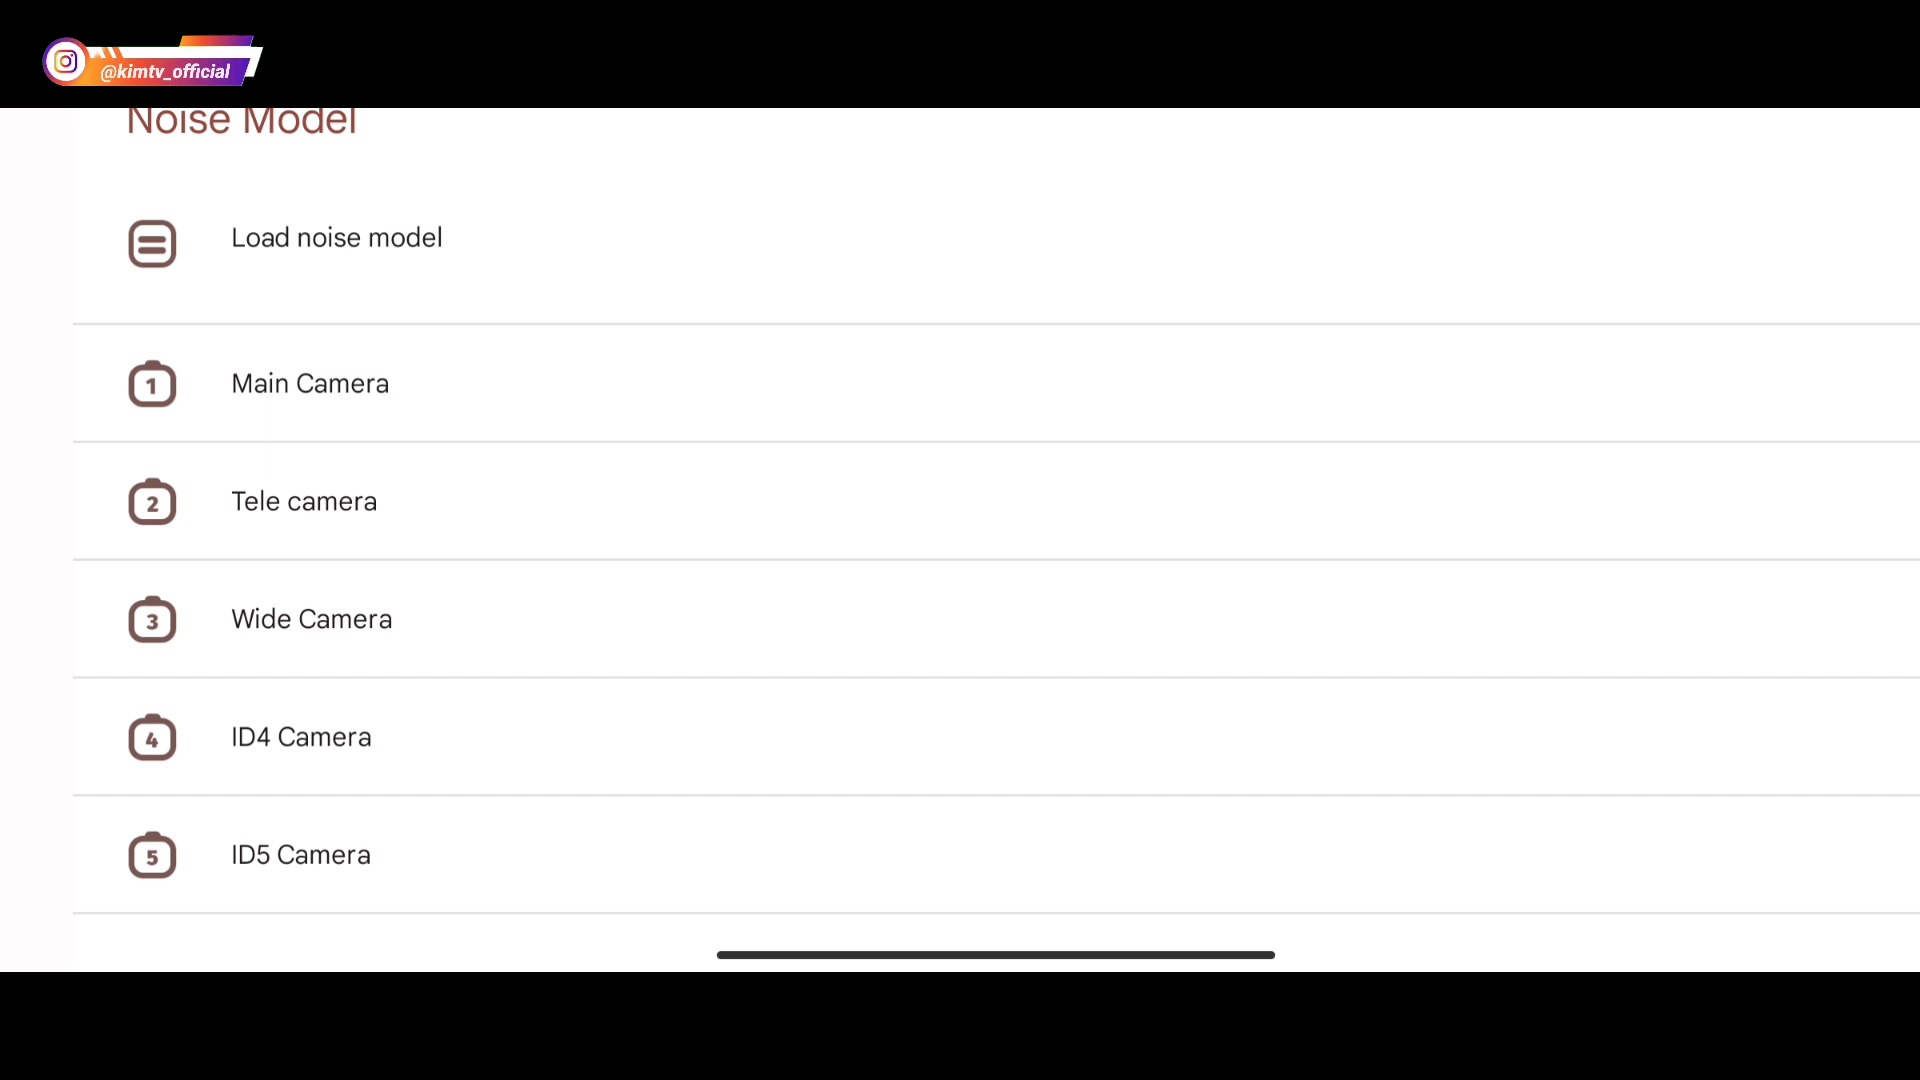 @kimtv_official
Noise Model
Load noise model
1 Main Camera
2 Tele camera
3 Wide Camera
4 ID4 Camera
5 ID5 Camera